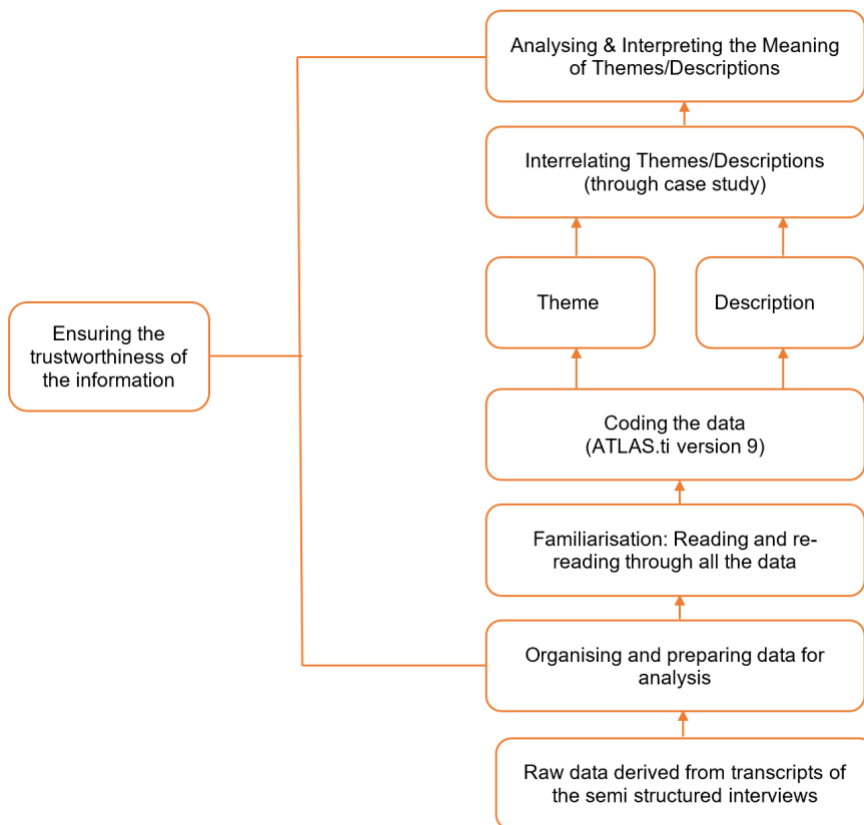 Analysing & Interpreting the Meaning
of Themes/Descriptions
Interrelating Themes/Descriptions
(through case study)
Theme
Description
Ensuring the
trustworthiness of
the information
Coding the data
(ATLAS.ti version 9)
Familiarisation: Reading and re-
reading through all the data
Organising and preparing data for
analysis
Raw data derived from transcripts of
the semi structured interviews